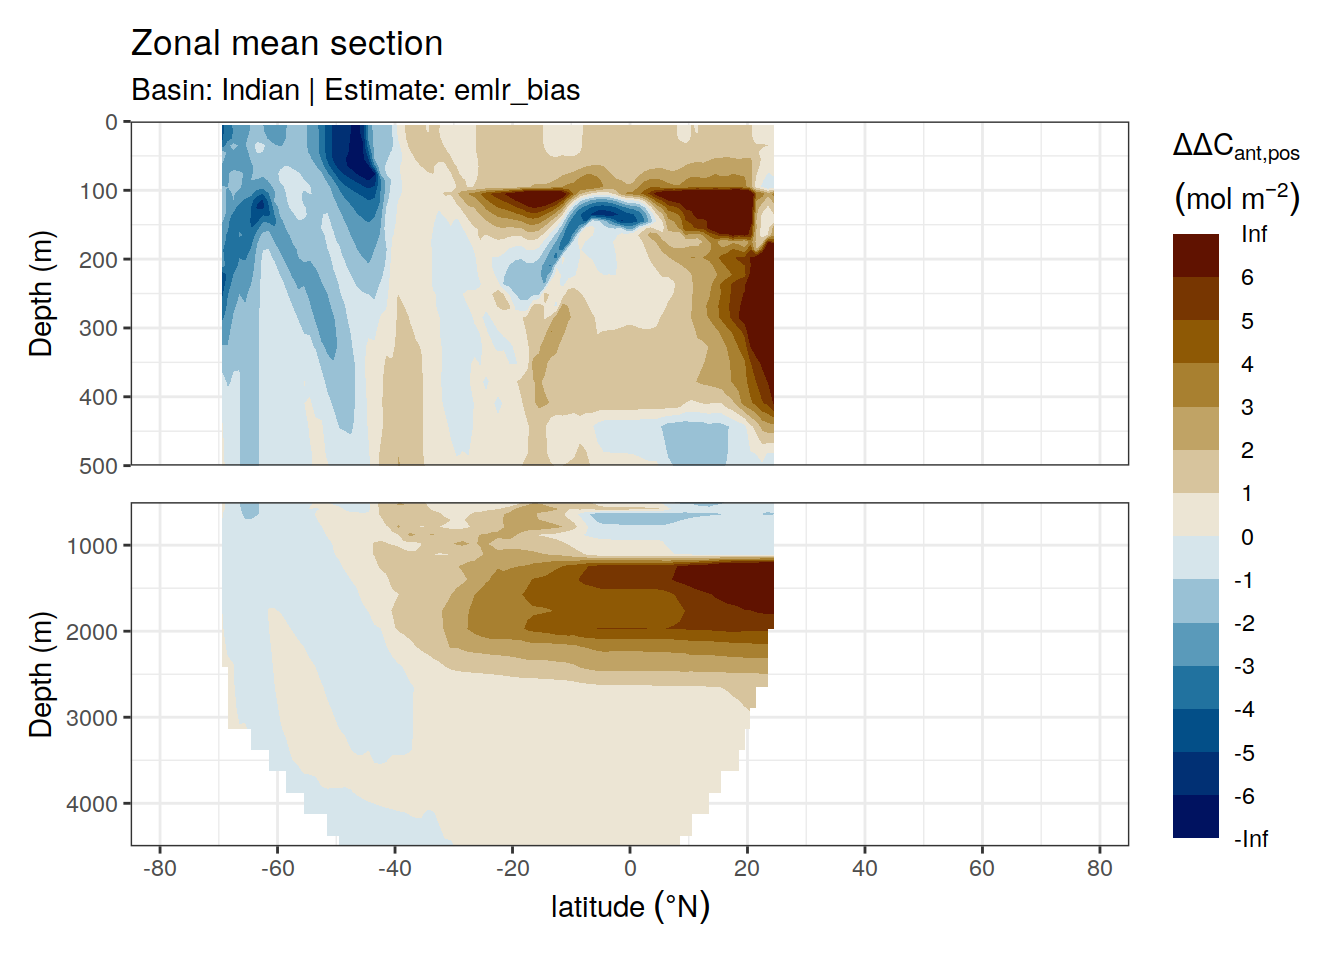 Zonal mean section
Basin: Indian | Estimate: emlr_bias
ΔΔC_ant,pos
(mol m⁻²)
Inf
6
5
4
3
2
1
0
-1
-2
-3
-4
-5
-6
-Inf
Depth (m)
0
100
200
300
400
500
Depth (m)
1000
2000
3000
4000
-80 -60 -40 -20 0 20 40 60 80
latitude (°N)